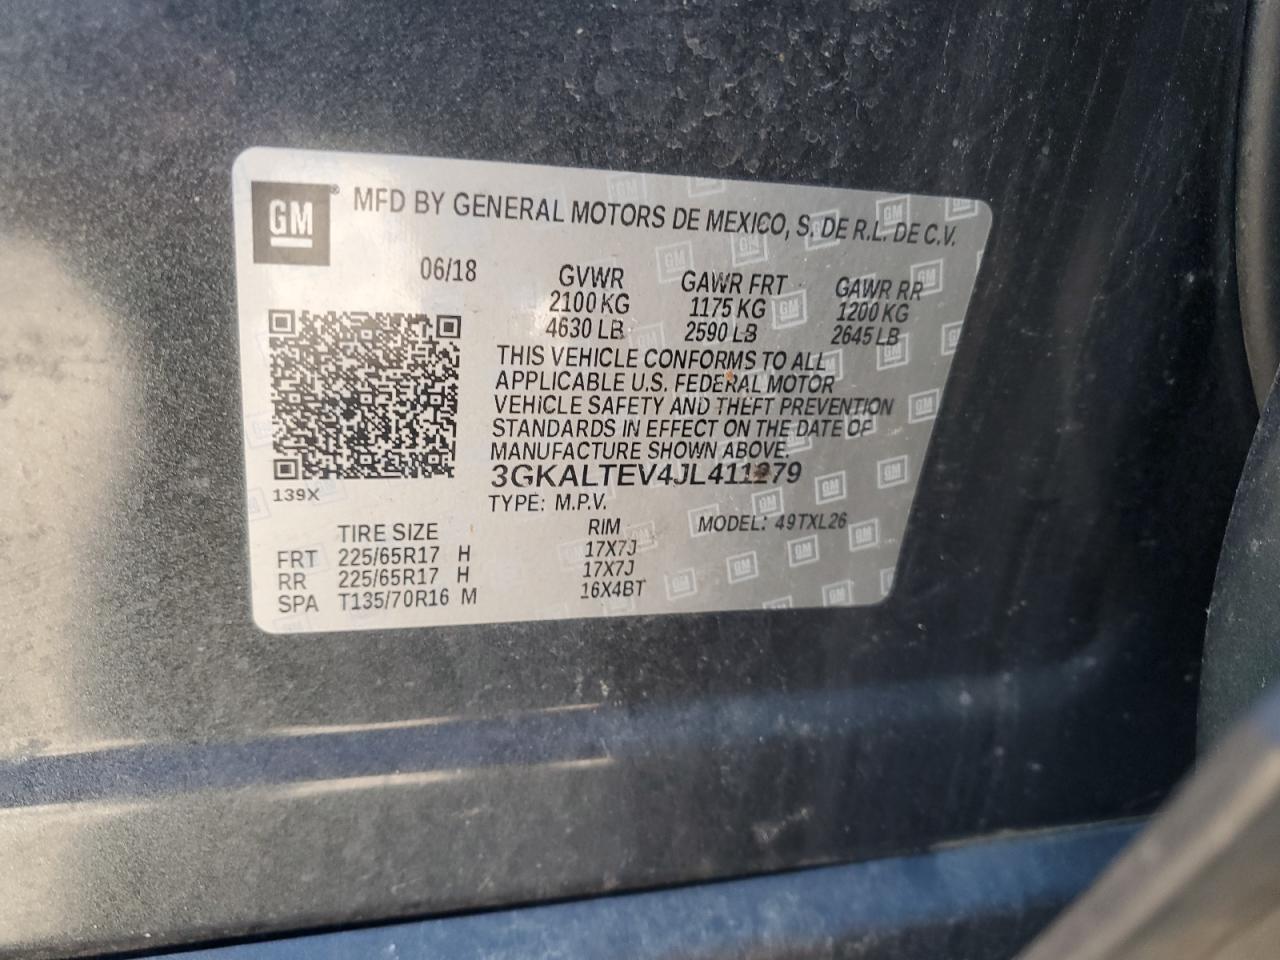 GM® MFD BY GENERAL MOTORS DE MEXICO, S. DE R.L. DE C.V.
06/18 GVWR GAWR FRT GAWR RR
2100 KG 1175 KG 1200 KG
4630 LB 2590 LB 2645 LB
THIS VEHICLE CONFORMS TO ALL
APPLICABLE U.S. FEDERAL MOTOR
VEHICLE SAFETY AND THEFT PREVENTION
STANDARDS IN EFFECT ON THE DATE OF
MANUFACTURE SHOWN ABOVE.
3GKALTEV4JL411279
139X TYPE: M.P.V.
TIRE SIZE RIM MODEL: 49TXL26
FRT 225/65R17 H 17X7J
RR 225/65R17 H 17X7J
SPA T135/70R16 M 16X4BT